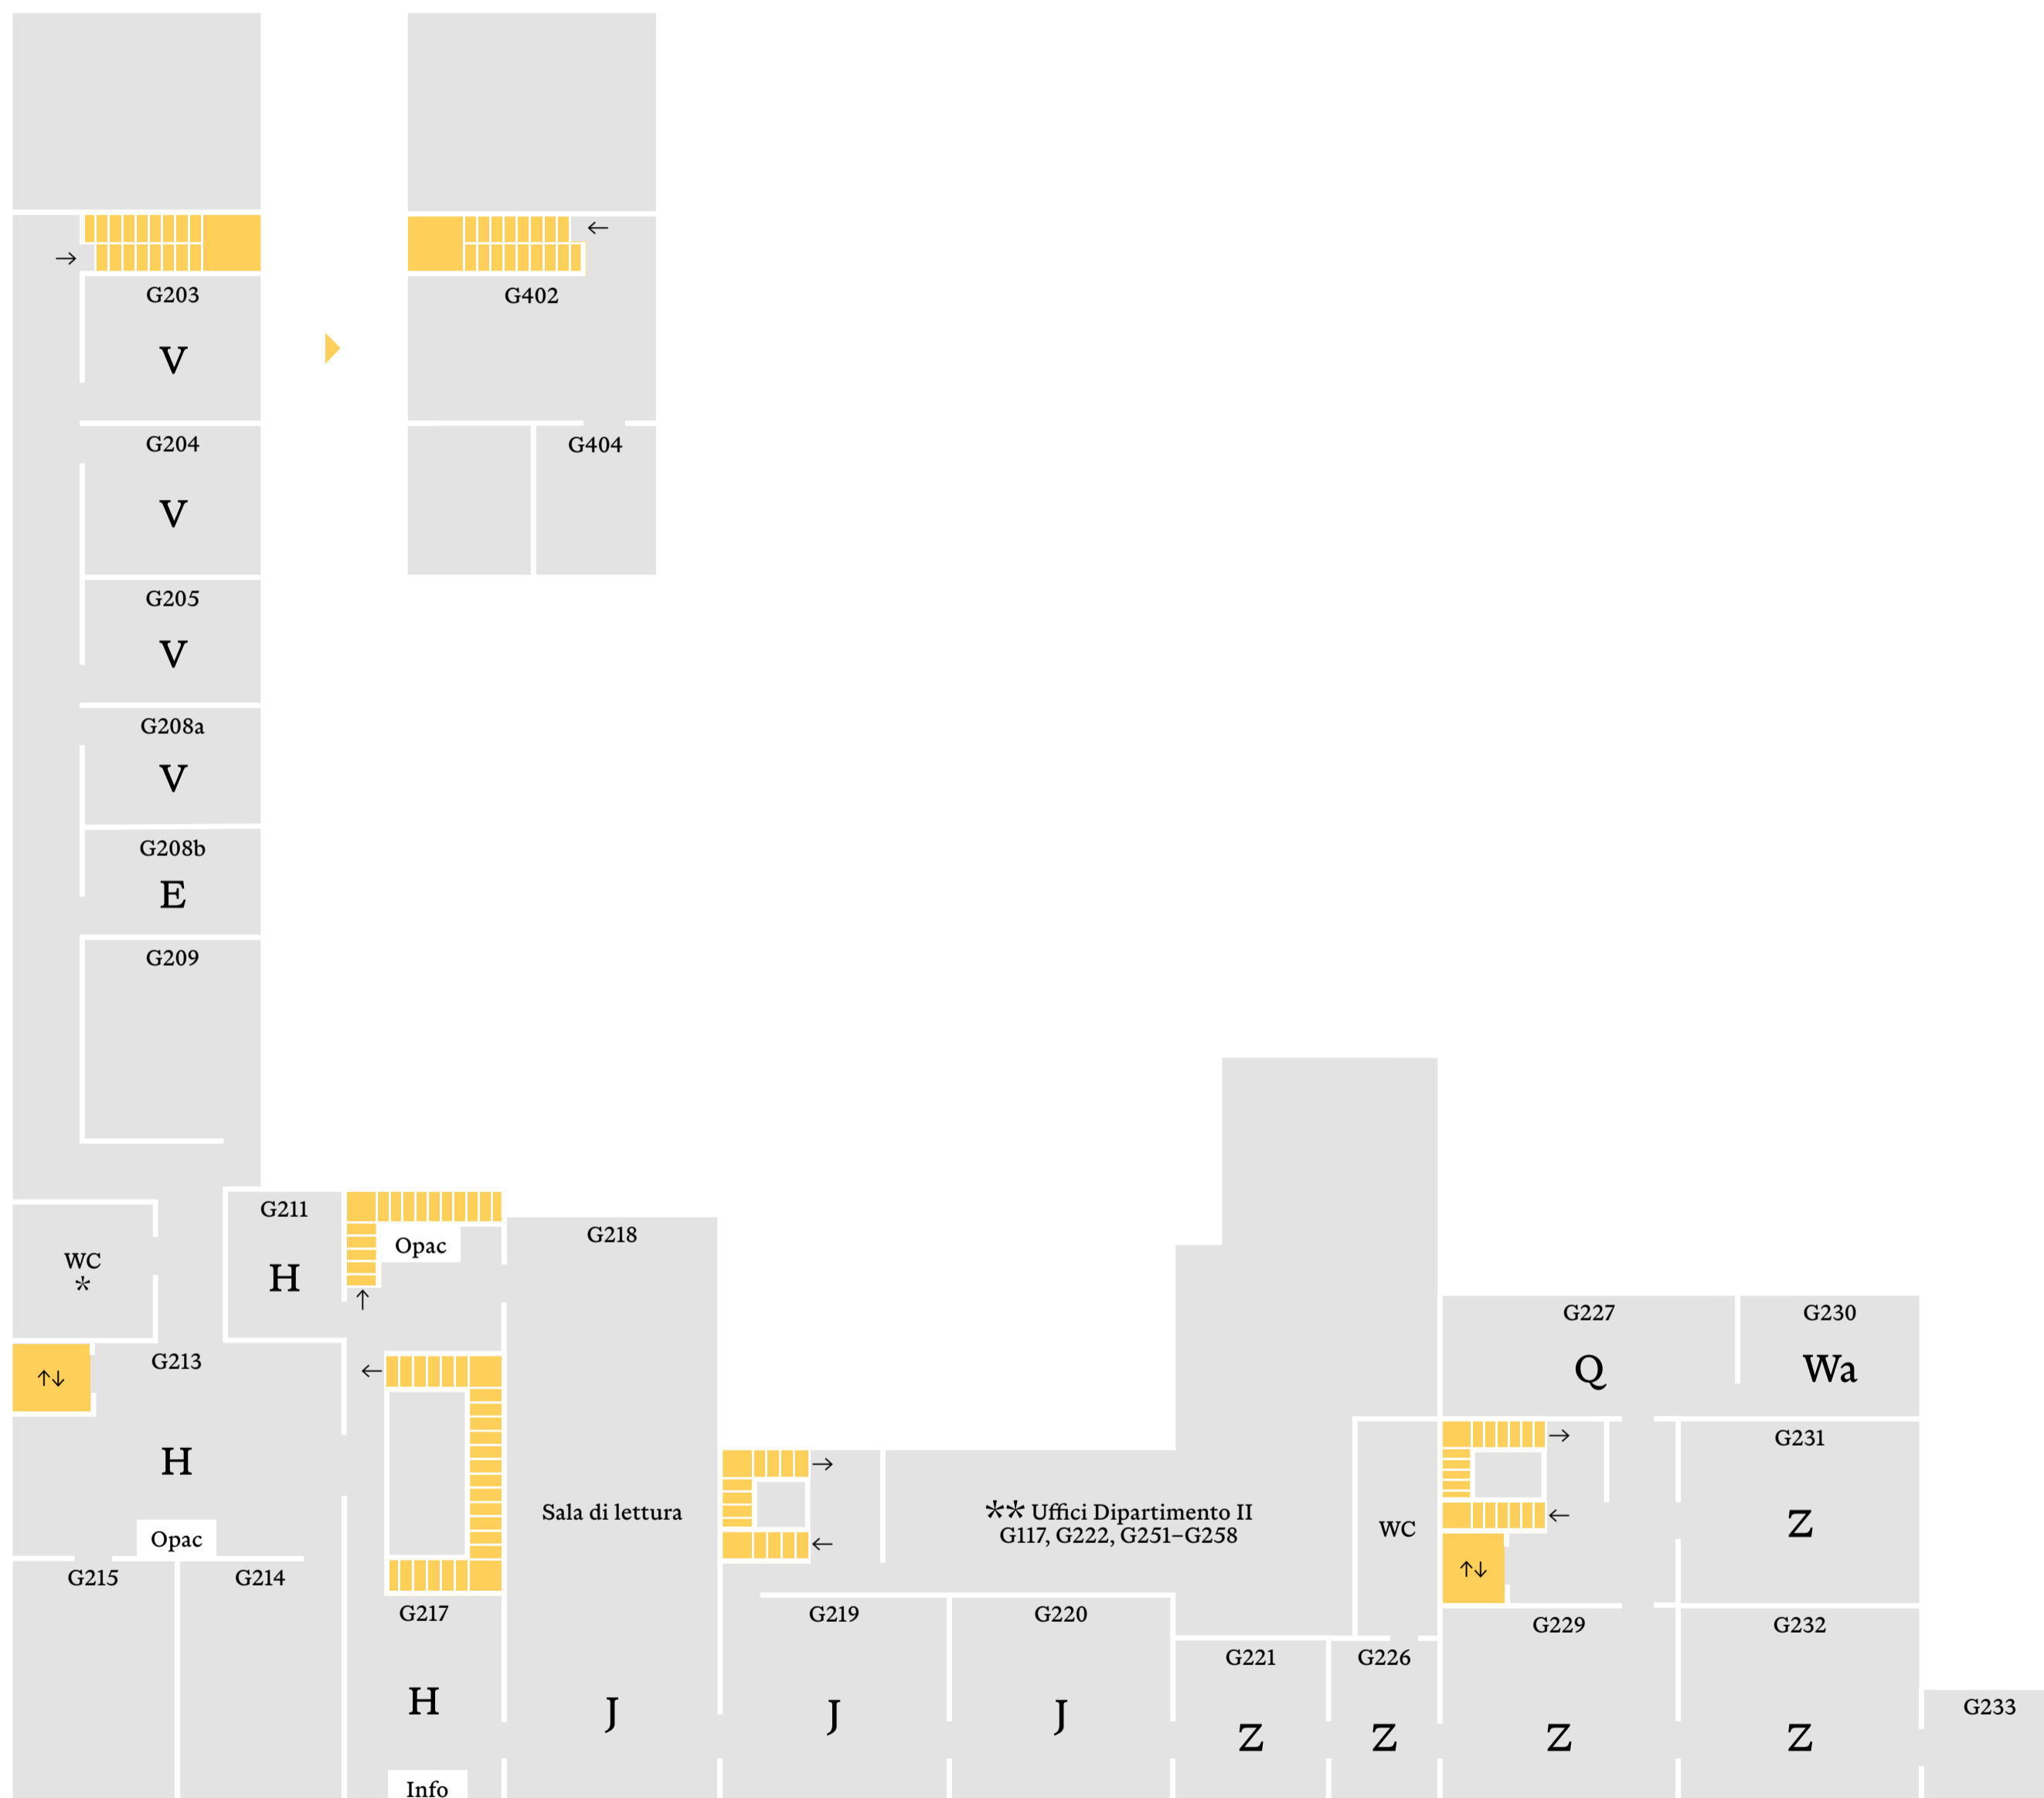 G203
V
G402
G204
V
G404
G205
V
G208a
V
G208b
E
G209
G211
H
Opac
G218
Sala di lettura
J
WC
*
G213
H
Opac
G215
G214
G217
H
Info
** Uffici Dipartimento II
G117, G222, G251–G258
G219
J
G220
J
G221
Z
WC
G226
Z
G227
Q
G230
Wa
G231
Z
G229
Z
G232
Z
G233